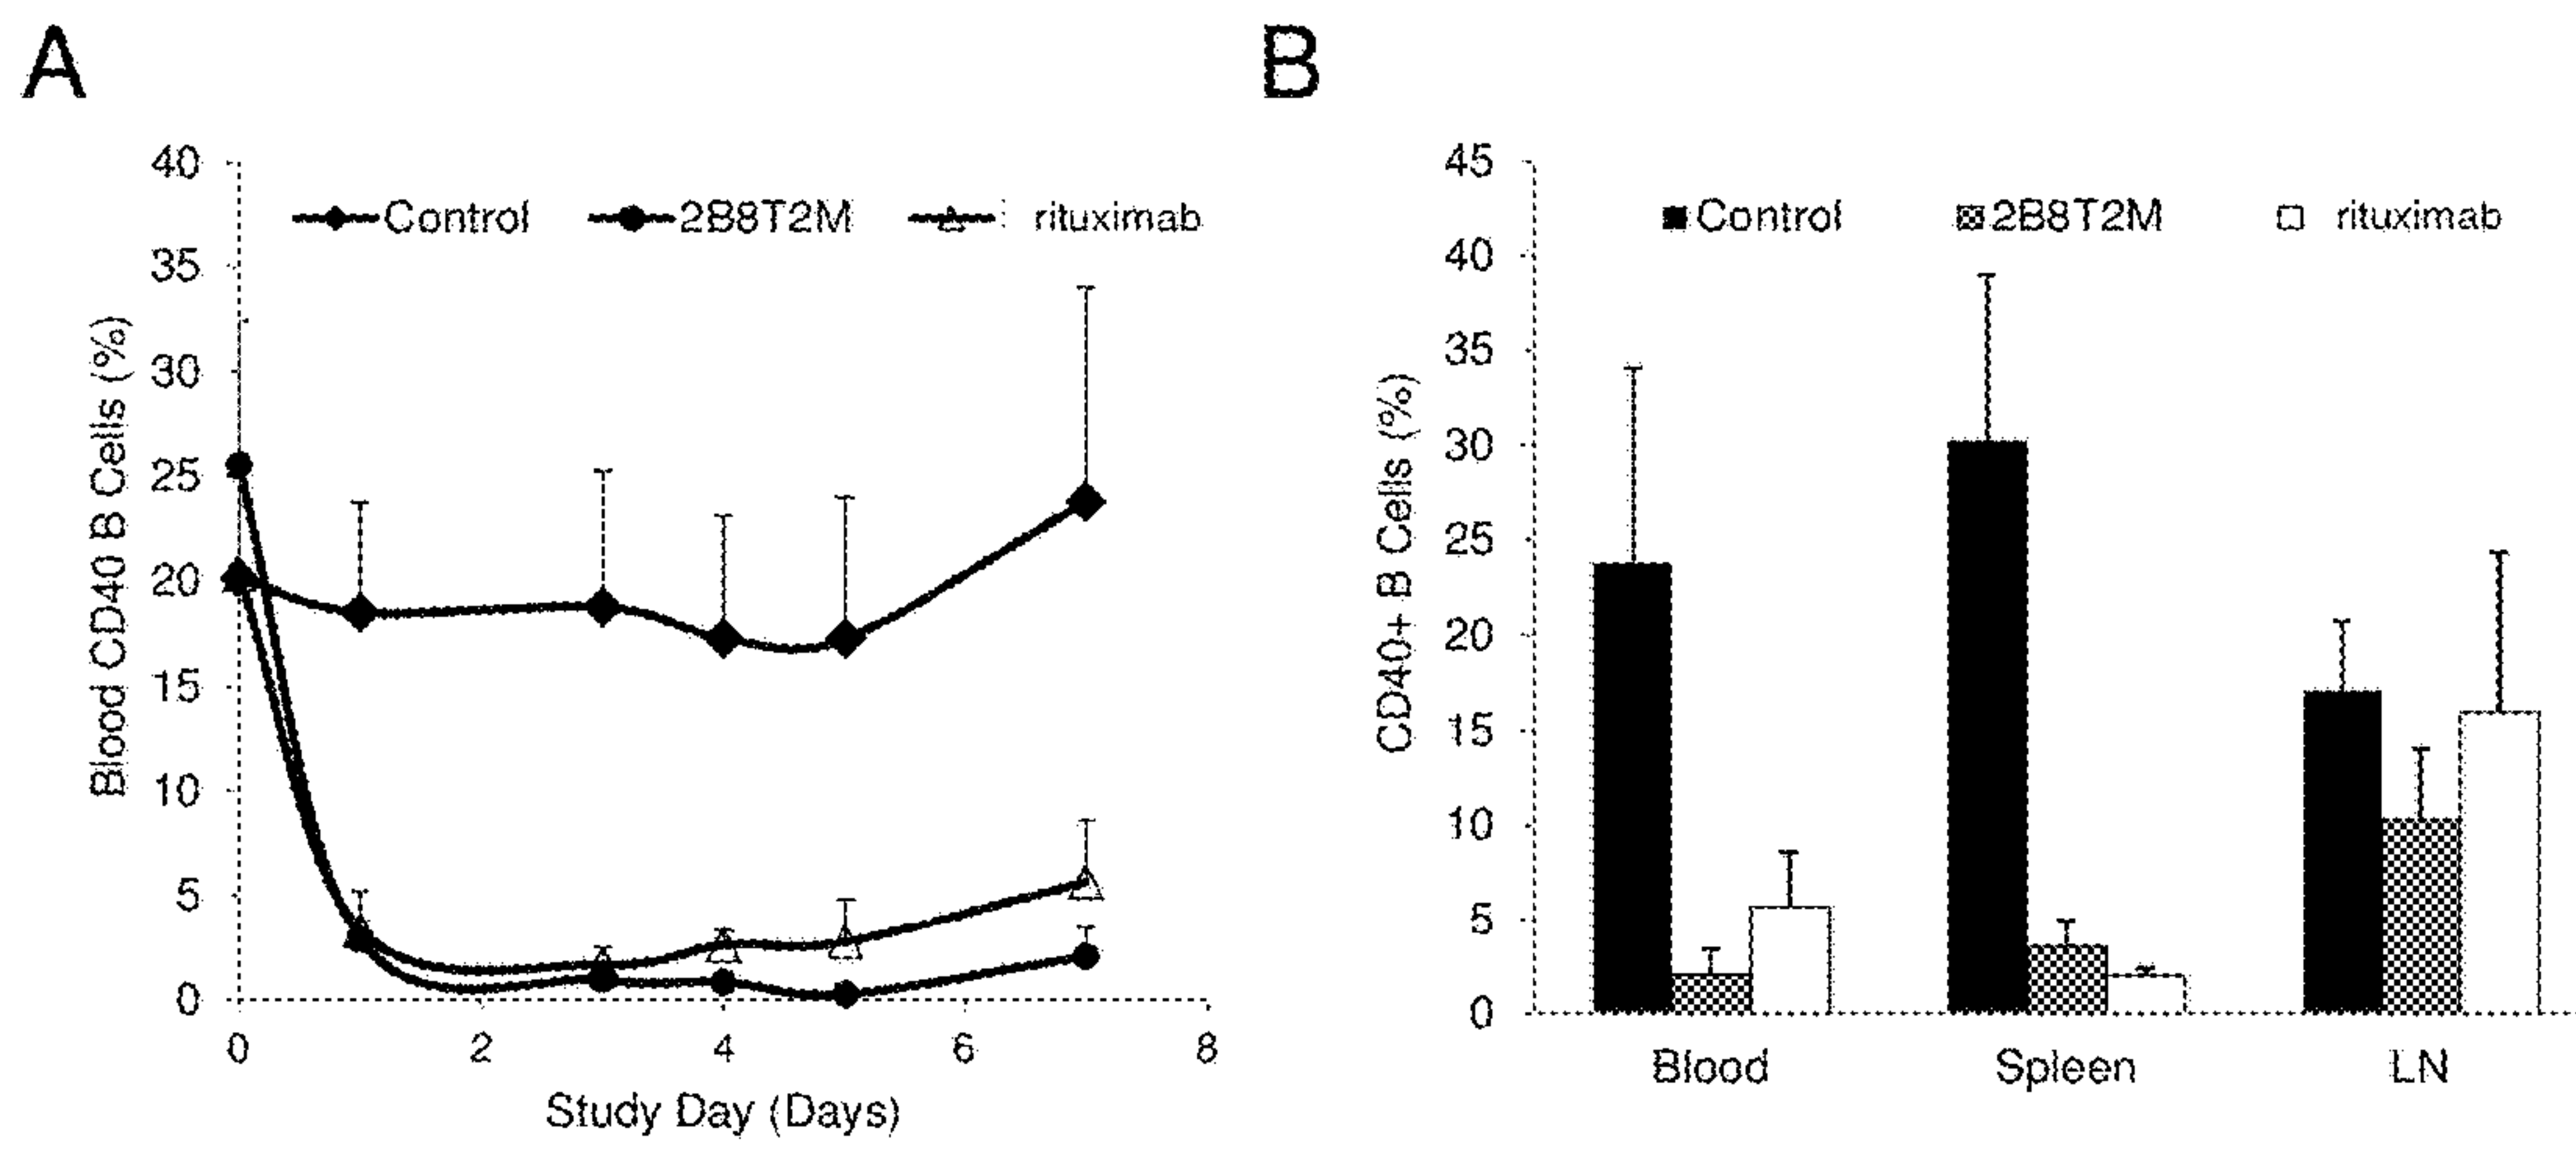 A
B
40
35
30
25
20
15
10
5
0
Blood CD40 B Cells (%)
Control 2B8T2M rituximab
0 2 4 6 8
Study Day (Days)
45
40
35
30
25
20
15
10
5
0
CD40+ B Cells (%)
Control 2B8T2M rituximab
Blood Spleen LN